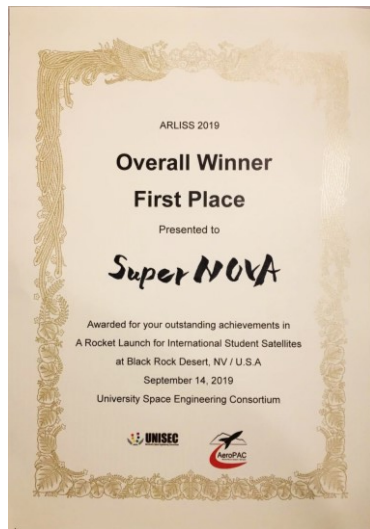 ARLISS 2019
Overall Winner
First Place
Presented to
Super NOVA
Awarded for your outstanding achievements in
A Rocket Launch for International Student Satellites
at Black Rock Desert, NV / U.S.A
September 14, 2019
University Space Engineering Consortium
UNISEC
AeroPAC